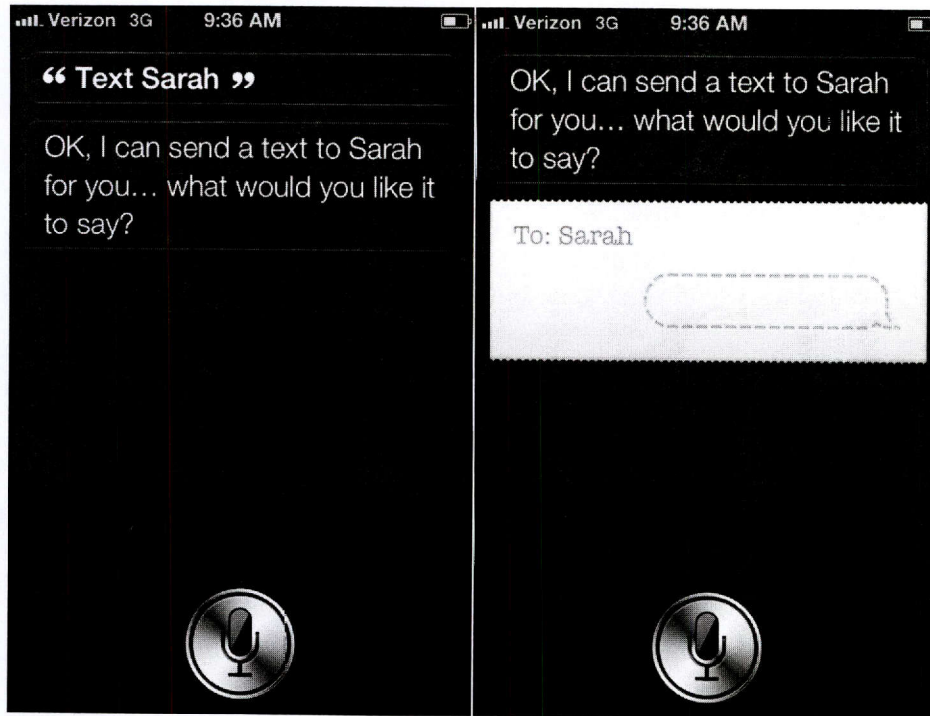 Verizon 3G 9:36 AM
“ Text Sarah ”
OK, I can send a text to Sarah
for you... what would you like it
to say?
Verizon 3G 9:36 AM
OK, I can send a text to Sarah
for you... what would you like it
to say?
To: Sarah